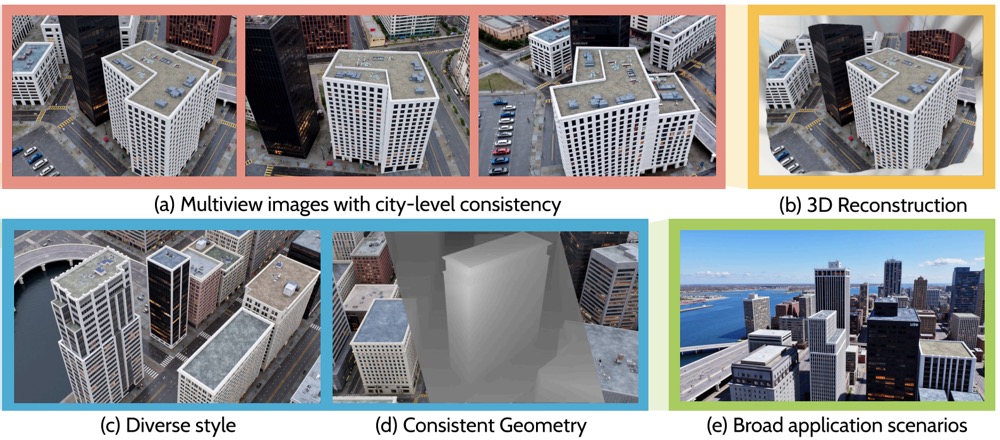 (a) Multiview images with city-level consistency
(b) 3D Reconstruction
(c) Diverse style
(d) Consistent Geometry
(e) Broad application scenarios